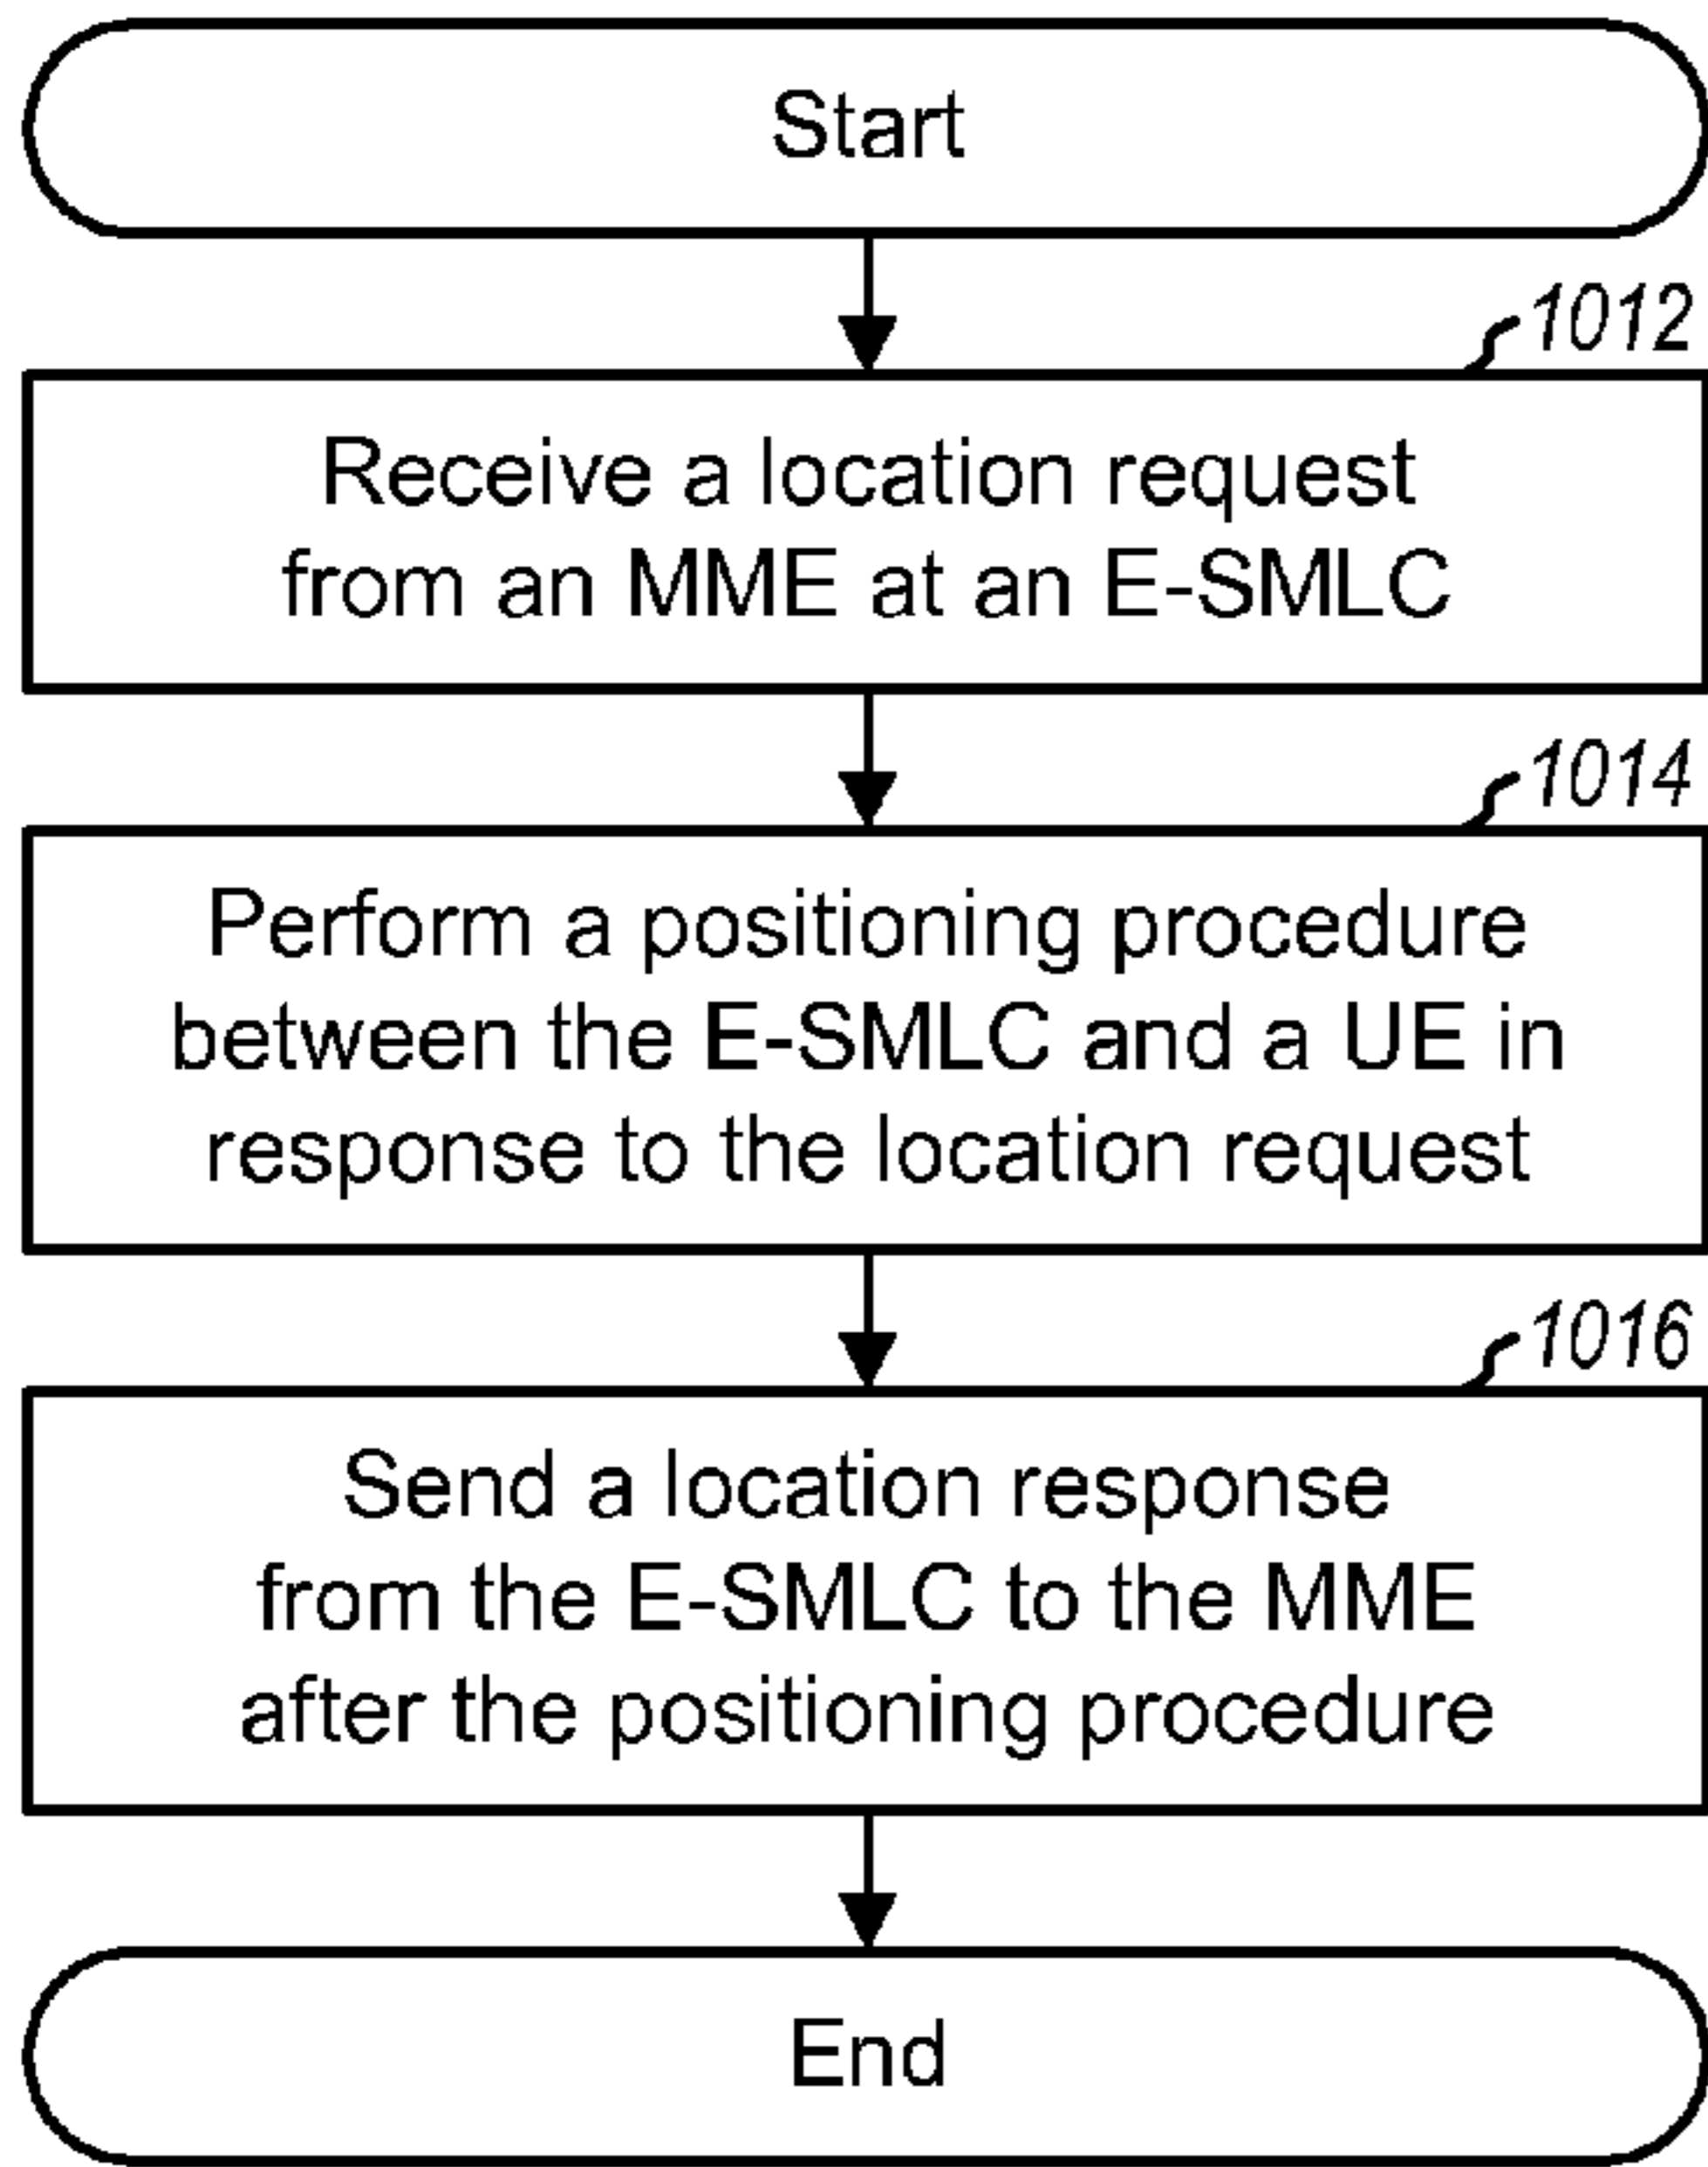 Start
1012
Receive a location request
from an MME at an E-SMLC
1014
Perform a positioning procedure
between the E-SMLC and a UE in
response to the location request
1016
Send a location response
from the E-SMLC to the MME
after the positioning procedure
End